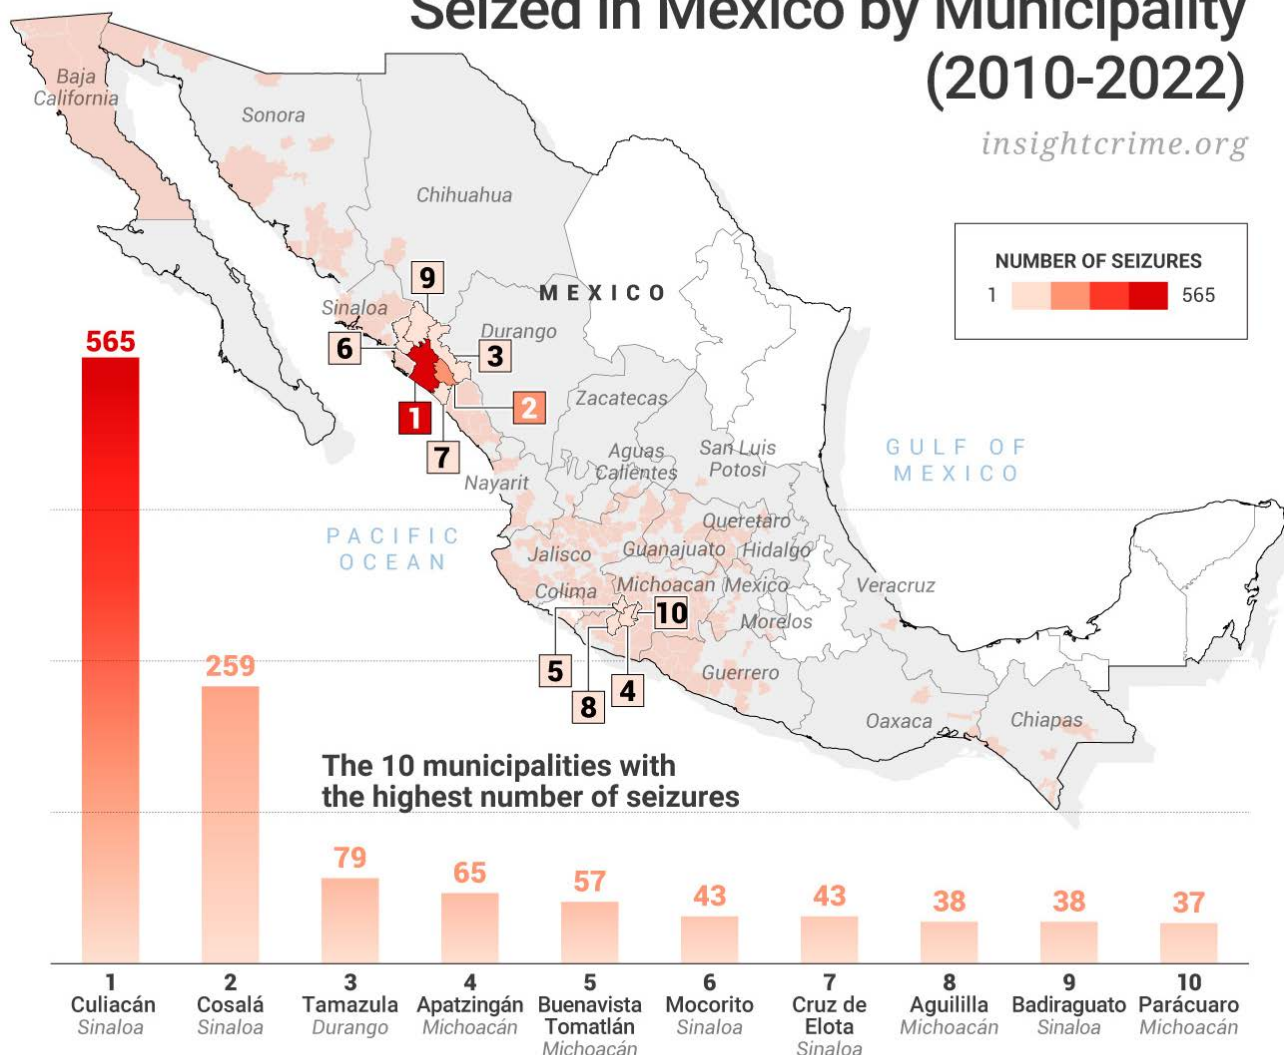 Seized in Mexico by Municipality
(2010-2022)
insightcrime.org
Baja
California
Sonora
Chihuahua
NUMBER OF SEIZURES
1 565
9
MEXICO
Sinaloa
Durango
6
3
1
2
7
Zacatecas
Aguas
Calientes
San Luis
Potosi
GULF OF
MEXICO
Nayarit
PACIFIC
OCEAN
Queretaro
Jalisco
Guanajuato
Hidalgo
Colima
Michoacan
Mexico
Veracruz
10
Morelos
5
8
4
Guerrero
Oaxaca
Chiapas
The 10 municipalities with
the highest number of seizures
565
259
79
65
57
43
43
38
38
37
1
Culiacán
Sinaloa
2
Cosalá
Sinaloa
3
Tamazula
Durango
4
Apatzingán
Michoacán
5
Buenavista
Tomatlán
Michoacán
6
Mocorito
Sinaloa
7
Cruz de
Elota
Sinaloa
8
Aguililla
Michoacán
9
Badiraguato
Sinaloa
10
Parácuaro
Michoacán